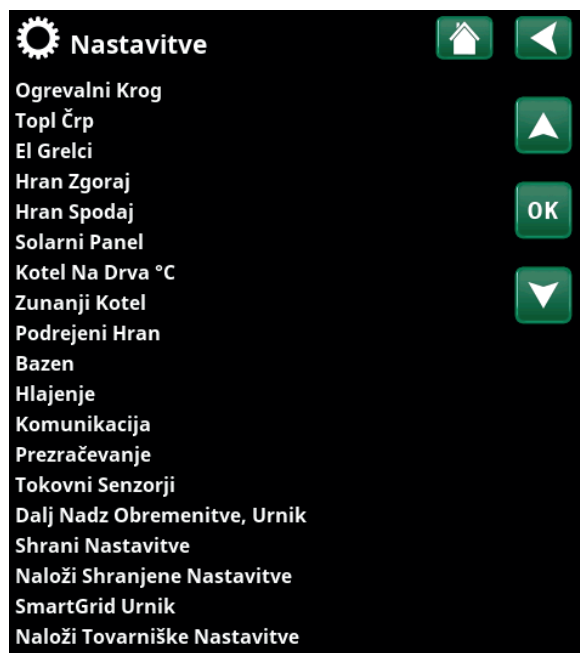 Nastavitve
Ogrevalni Krog
Topl Črp
El Grelci
Hran Zgoraj
Hran Spodaj
OK
Solarni Panel
Kotel Na Drva °C
Zunanji Kotel
Podrejeni Hran
Bazen
Hlajenje
Komunikacija
Prezračevanje
Tokovni Senzorji
Dalj Nadz Obremenitve, Urnik
Shrani Nastavitve
Naloži Shranjene Nastavitve
SmartGrid Urnik
Naloži Tovarniške Nastavitve